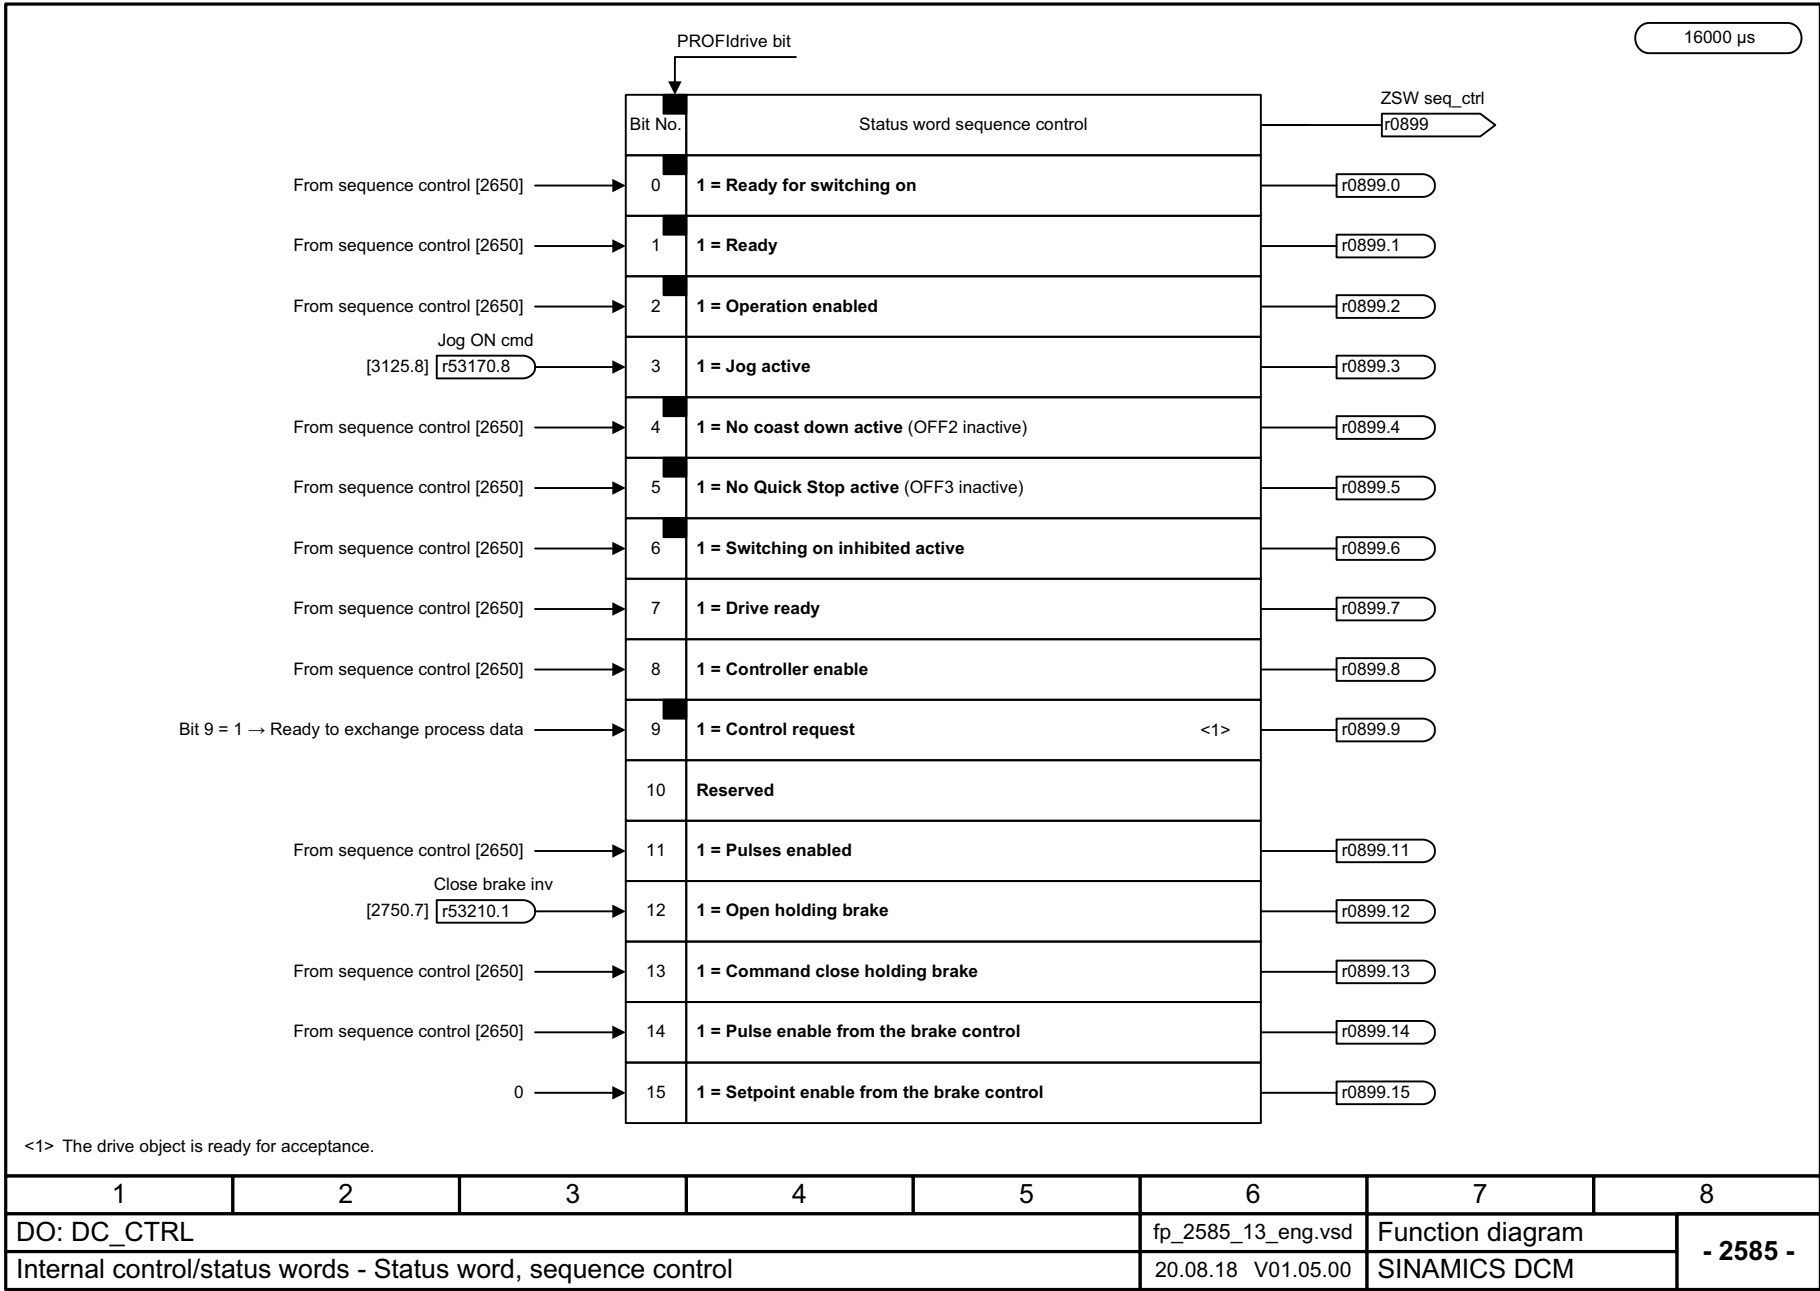 PROFIdrive bit
16000 µs
Bit No. Status word sequence control
ZSW seq_ctrl
r0899
From sequence control [2650] 0 1 = Ready for switching on r0899.0
From sequence control [2650] 1 1 = Ready r0899.1
From sequence control [2650] 2 1 = Operation enabled r0899.2
Jog ON cmd
[3125.8] r53170.8 3 1 = Jog active r0899.3
From sequence control [2650] 4 1 = No coast down active (OFF2 inactive) r0899.4
From sequence control [2650] 5 1 = No Quick Stop active (OFF3 inactive) r0899.5
From sequence control [2650] 6 1 = Switching on inhibited active r0899.6
From sequence control [2650] 7 1 = Drive ready r0899.7
From sequence control [2650] 8 1 = Controller enable r0899.8
Bit 9 = 1 → Ready to exchange process data 9 1 = Control request <1> r0899.9
10 Reserved
From sequence control [2650] 11 1 = Pulses enabled r0899.11
Close brake inv
[2750.7] r53210.1 12 1 = Open holding brake r0899.12
From sequence control [2650] 13 1 = Command close holding brake r0899.13
From sequence control [2650] 14 1 = Pulse enable from the brake control r0899.14
0 15 1 = Setpoint enable from the brake control r0899.15
<1> The drive object is ready for acceptance.
1 2 3 4 5 6 7 8
DO: DC_CTRL fp_2585_13_eng.vsd Function diagram
- 2585 -
Internal control/status words - Status word, sequence control 20.08.18 V01.05.00 SINAMICS DCM